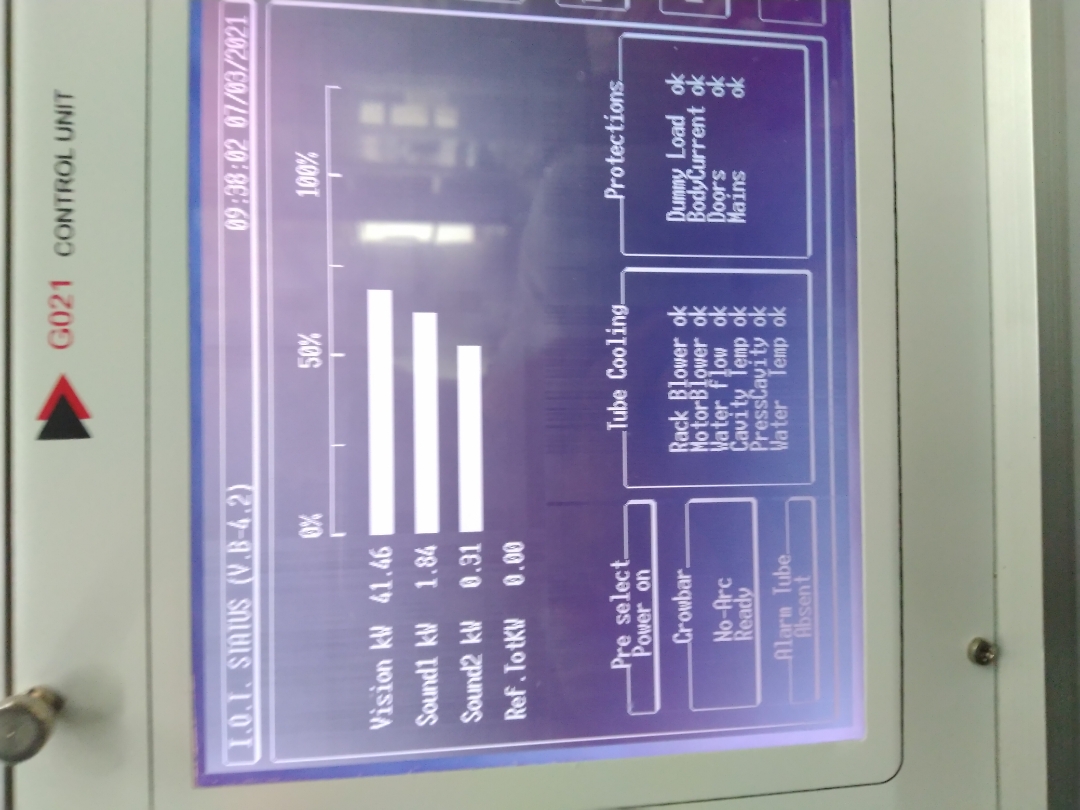 G021 CONTROL UNIT
I.O.T. STATUS (V.B-4.2) 09:38:02 07/03/2021
0% 50% 100%
Vision kW 41.46
Sound1 kW 1.84
Sound2 kW 0.31
Ref.TotKW 0.00
Pre select
Power on
Crowbar
No-Arc
Ready
Alarm Tube
Absent
Tube Cooling
Rack Blower ok
MotorBlower ok
Water flow ok
Cavity Temp ok
PressCavity ok
Water Temp ok
Protections
Dummy Load ok
BodyCurrent ok
Doors ok
Mains ok